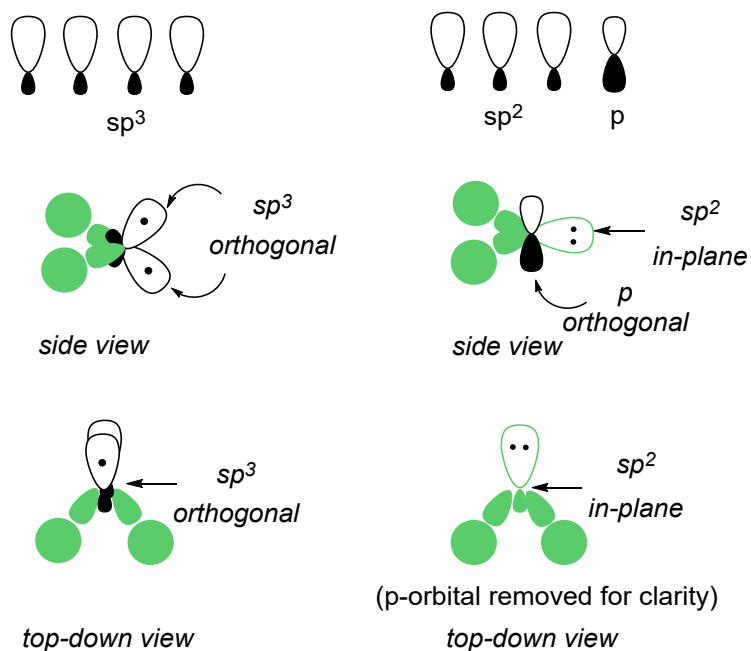 sp³
sp² p
sp³
orthogonal
side view
sp²
in-plane
p
orthogonal
side view
sp³
orthogonal
top-down view
sp²
in-plane
(p-orbital removed for clarity)
top-down view